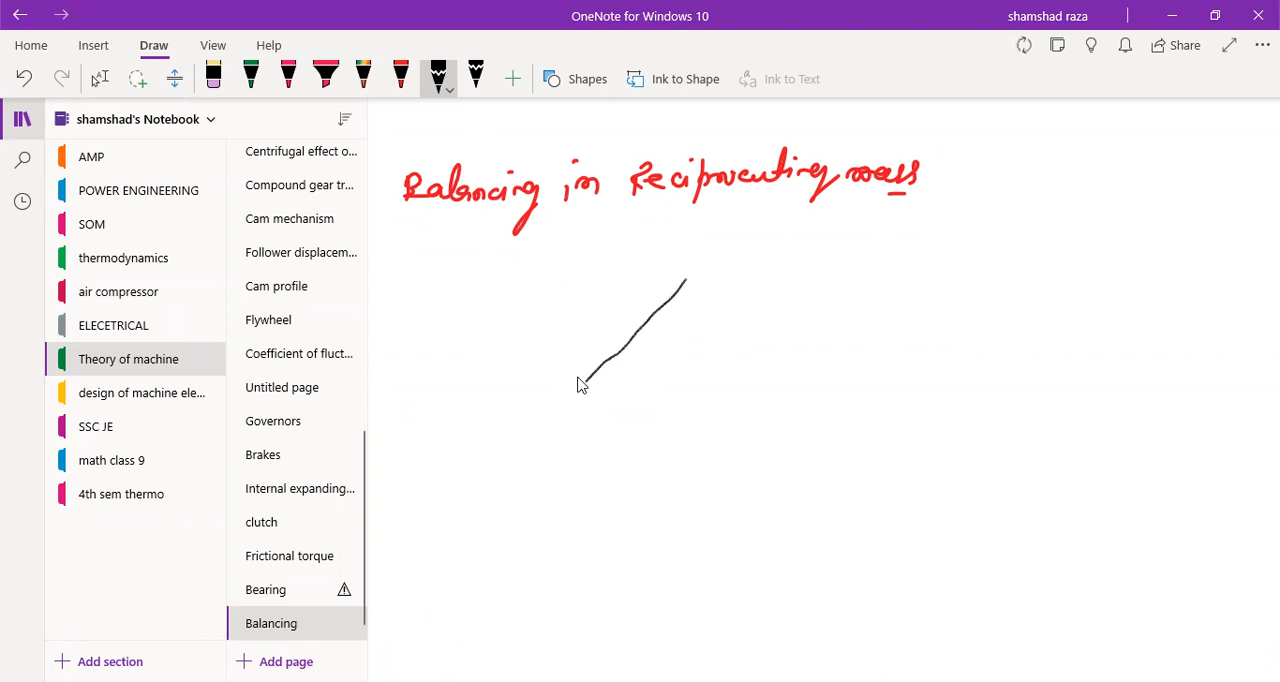 OneNote for Windows 10
shamshad raza
Home Insert Draw View Help
Share
Shapes Ink to Shape Ink to Text
shamshad's Notebook
AMP
POWER ENGINEERING
SOM
thermodynamics
air compressor
ELECETRICAL
Theory of machine
design of machine ele...
SSC JE
math class 9
4th sem thermo
Add section
Centrifugal effect o...
Compound gear tr...
Cam mechanism
Follower displacem...
Cam profile
Flywheel
Coefficient of fluct...
Untitled page
Governors
Brakes
Internal expanding...
clutch
Frictional torque
Bearing
Balancing
Add page
Balancing in Reciprocating mass